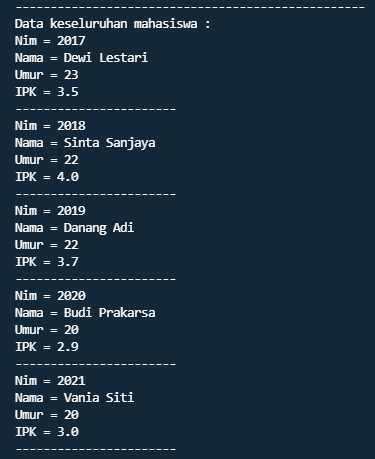 --------------------------------------------------
Data keseluruhan mahasiswa :
Nim = 2017
Nama = Dewi Lestari
Umur = 23
IPK = 3.5
-----------------------
Nim = 2018
Nama = Sinta Sanjaya
Umur = 22
IPK = 4.0
-----------------------
Nim = 2019
Nama = Danang Adi
Umur = 22
IPK = 3.7
-----------------------
Nim = 2020
Nama = Budi Prakarsa
Umur = 20
IPK = 2.9
-----------------------
Nim = 2021
Nama = Vania Siti
Umur = 20
IPK = 3.0
-----------------------